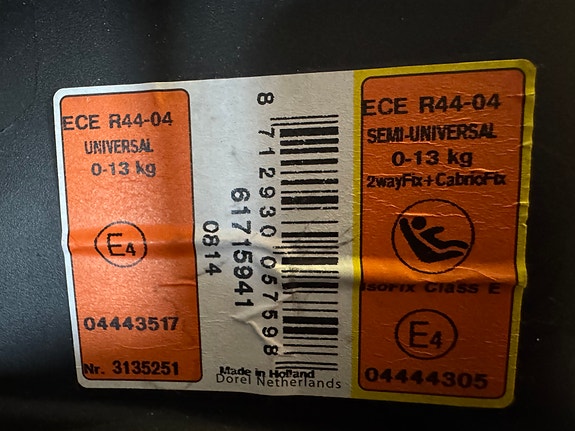 ECE R44-04
UNIVERSAL
0-13 kg
E4
04443517
Nr. 3135251
8 712930 057598
61715941
0814
Made in Holland
Dorel Netherlands
ECE R44-04
SEMI-UNIVERSAL
0-13 kg
2wayFix+CabrioFix
IsoFix Class E
E4
04444305